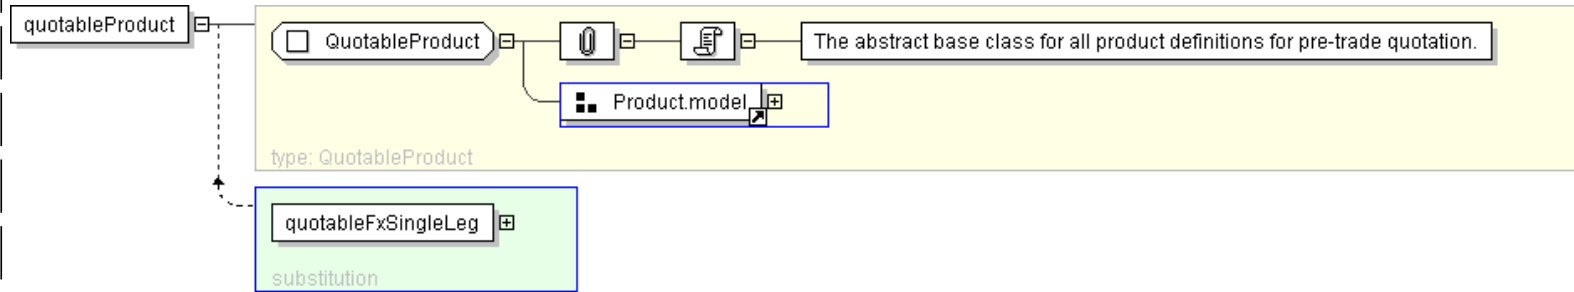 quotableProduct
QuotableProduct
The abstract base class for all product definitions for pre-trade quotation.
Product.model
type: QuotableProduct
quotableFxSingleLeg
substitution